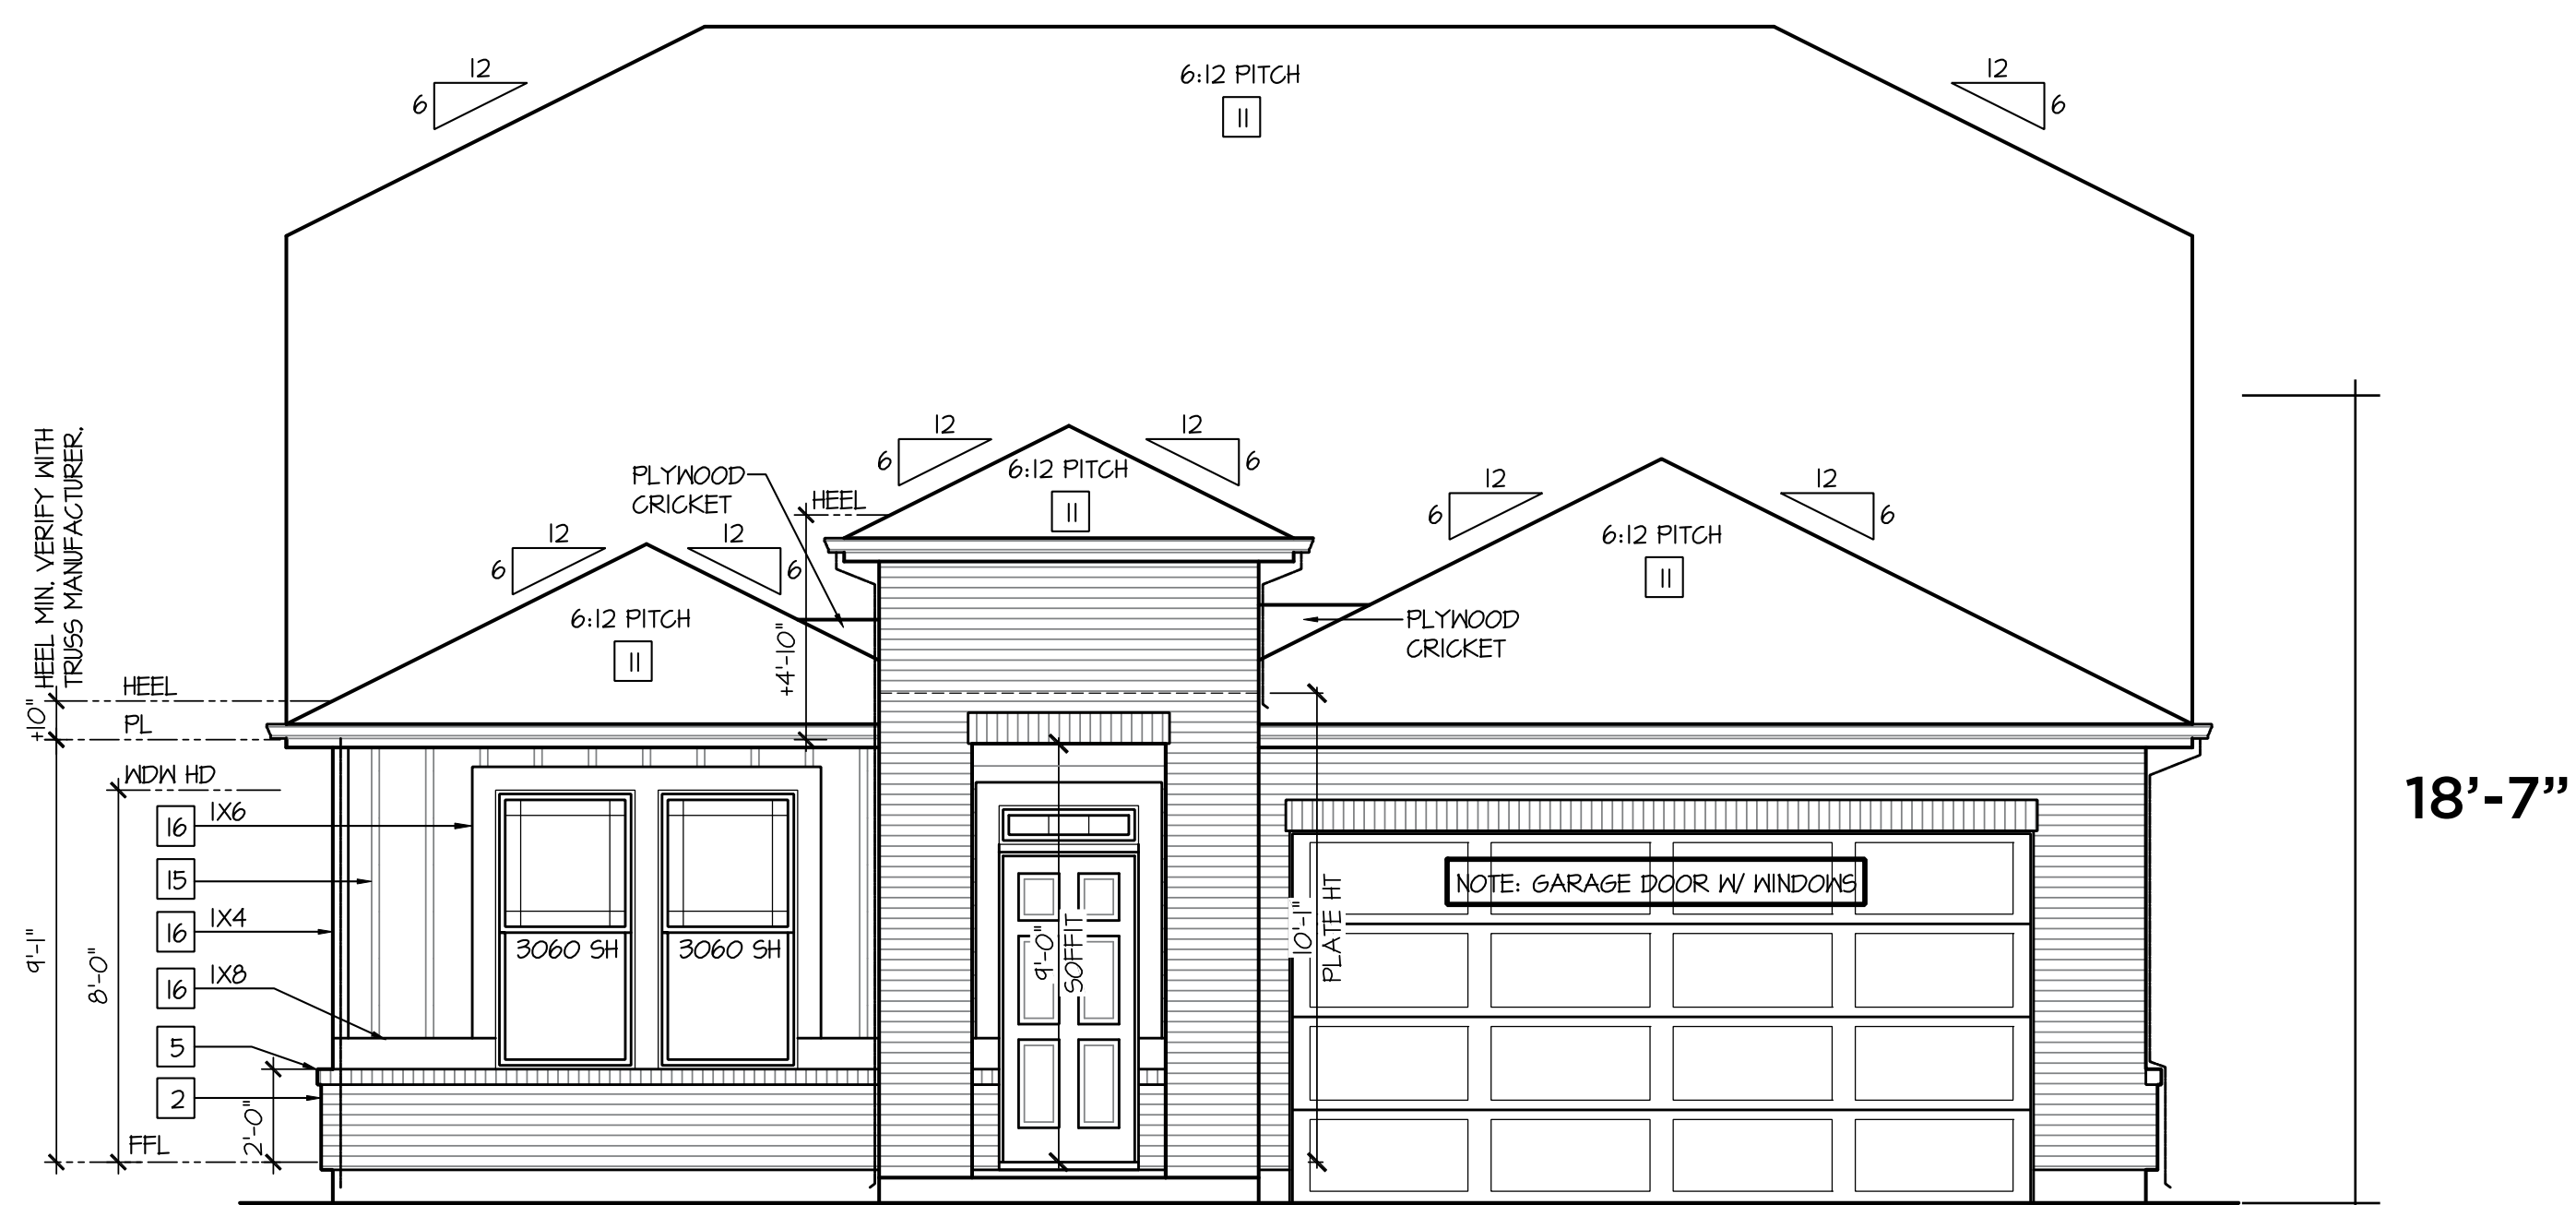 12
6
6:12 PITCH
11
12
6
12
6
6:12 PITCH
11
12
6
PLYWOOD
CRICKET
HEEL
12
6
6:12 PITCH
11
12
6
12
6
6:12 PITCH
11
12
6
PLYWOOD
CRICKET
+4'-10"
+10" HEEL MIN. VERIFY WITH
TRUSS MANUFACTURER.
HEEL
PL
WDW HD
16 1X6
15
16 1X4
16 1X8
5
2
FFL
9'-1"
8'-0"
2'-0"
3060 SH
3060 SH
9'-0"
SOFFIT
10'-1"
PLATE HT
NOTE: GARAGE DOOR W/ WINDOWS
18'-7"